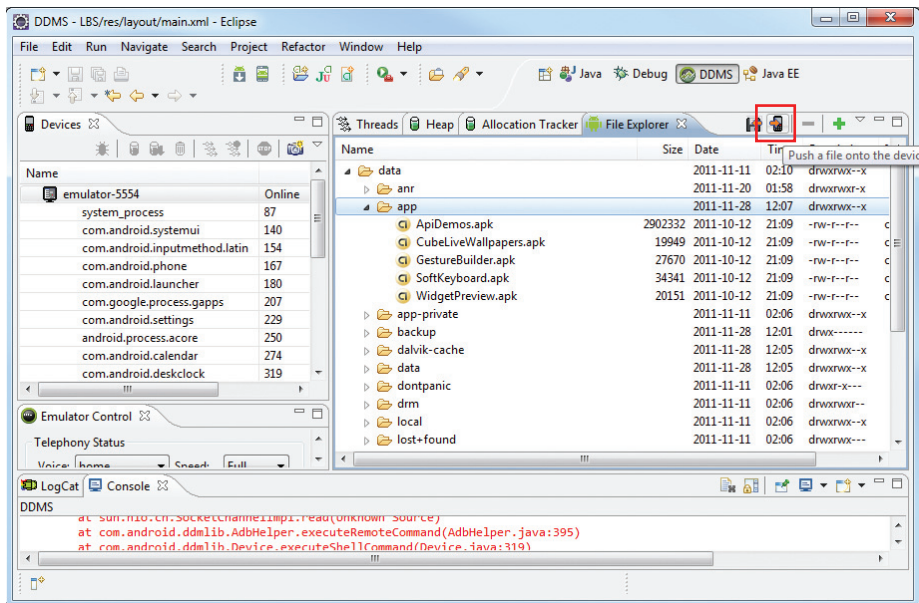 DDMS - LBS/res/layout/main.xml - Eclipse
File Edit Run Navigate Search Project Refactor Window Help
Java Debug DDMS Java EE
Devices
Name
emulator-5554 Online
system_process 87
com.android.systemui 140
com.android.inputmethod.latin 154
com.android.phone 167
com.android.launcher 180
com.google.process.gapps 207
com.android.settings 229
android.process.acore 250
com.android.calendar 274
com.android.deskclock 319
Emulator Control
Telephony Status
Voice: home Speed: Full
Threads Heap Allocation Tracker File Explorer
Push a file onto the devic
Name Size Date
data 2011-11-11 02:10 drwxrwx--x
anr 2011-11-20 01:58 drwxrwxr-x
app 2011-11-28 12:07 drwxrwx--x
ApiDemos.apk 2902332 2011-10-12 21:09 -rw-r--r-- c
CubeLiveWallpapers.apk 19949 2011-10-12 21:09 -rw-r--r-- c
GestureBuilder.apk 27670 2011-10-12 21:09 -rw-r--r-- c
SoftKeyboard.apk 34341 2011-10-12 21:09 -rw-r--r-- c
WidgetPreview.apk 20151 2011-10-12 21:09 -rw-r--r-- c
app-private 2011-11-11 02:06 drwxrwx--x
backup 2011-11-28 12:01 drwx------
dalvik-cache 2011-11-28 12:05 drwxrwx--x
data 2011-11-28 12:05 drwxrwx--x
dontpanic 2011-11-11 02:06 drwxr-x---
drm 2011-11-11 02:06 drwxrwxr--
local 2011-11-11 02:06 drwxrwx--x
lost+found 2011-11-11 02:06 drwxrwx---
LogCat Console
DDMS
at sun.nio.ch.SocketChannelImpl.read(Unknown Source)
at com.android.ddmlib.AdbHelper.executeRemoteCommand(AdbHelper.java:395)
at com.android.ddmlib.Device.executeShellCommand(Device.java:319)